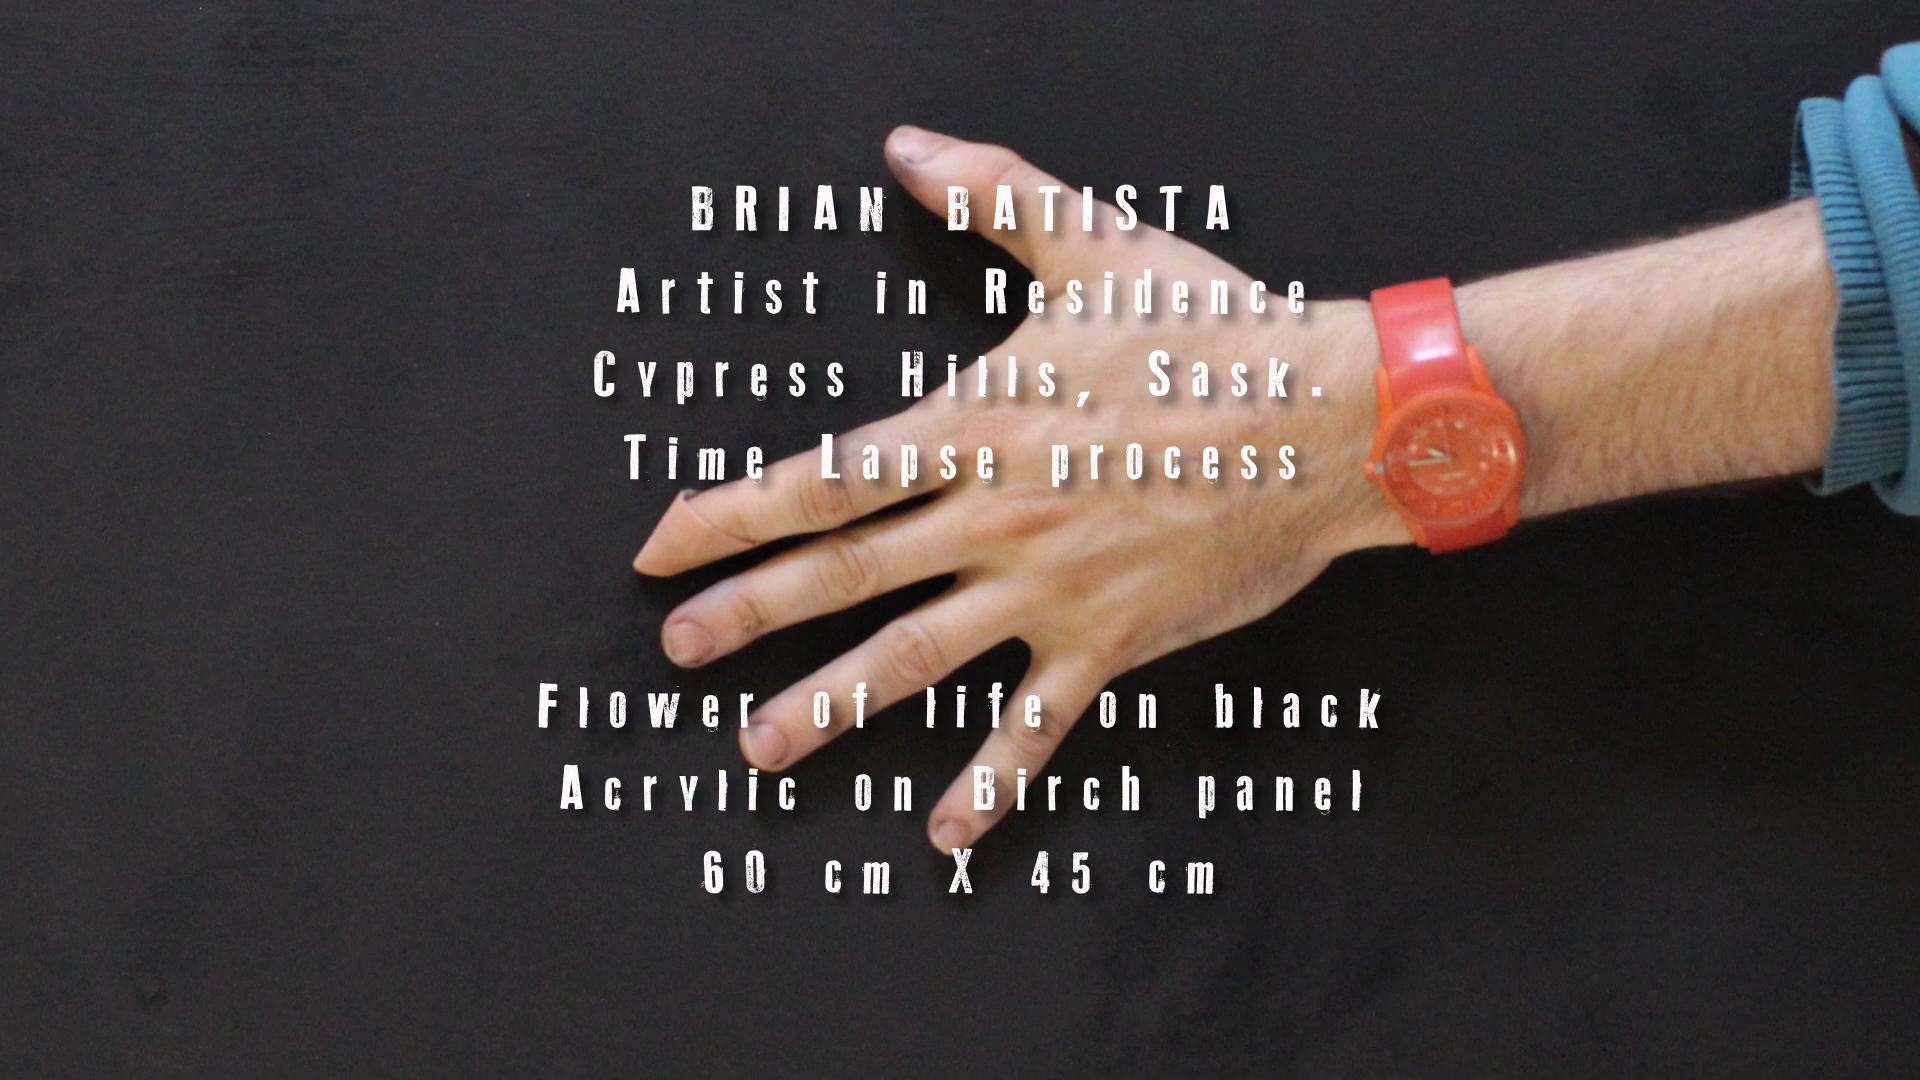 BRIAN BATISTA
Artist in Residence
Cypress Hills, Sask.
Time Lapse process
Flower of life on black
Acrylic on Birch panel
60 cm X 45 cm